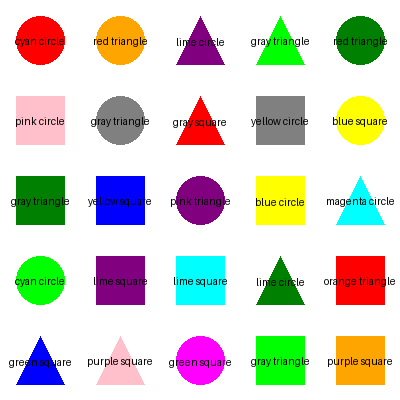 cyan circle red triangle lime circle gray triangle red triangle
pink circle gray triangle gray square yellow circle blue square
gray triangle yellow square pink triangle blue circle magenta circle
cyan circle lime square lime square lime circle orange triangle
green square purple square green square gray triangle purple square